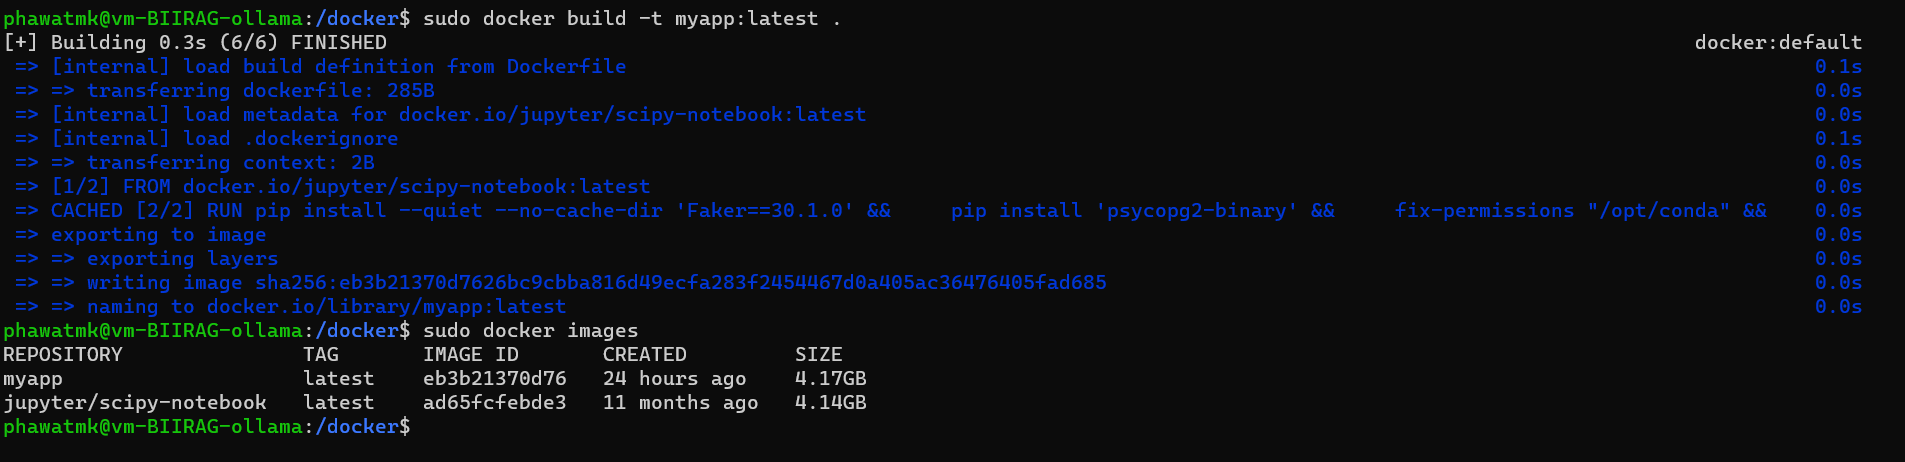 phawatmk@vm-BIIRAG-ollama:/docker$ sudo docker build -t myapp:latest .
[+] Building 0.3s (6/6) FINISHED docker:default
=> [internal] load build definition from Dockerfile 0.1s
=> => transferring dockerfile: 285B 0.0s
=> [internal] load metadata for docker.io/jupyter/scipy-notebook:latest 0.0s
=> [internal] load .dockerignore 0.1s
=> => transferring context: 2B 0.0s
=> [1/2] FROM docker.io/jupyter/scipy-notebook:latest 0.0s
=> CACHED [2/2] RUN pip install --quiet --no-cache-dir 'Faker==30.1.0' && pip install 'psycopg2-binary' && fix-permissions "/opt/conda" && 0.0s
=> exporting to image 0.0s
=> => exporting layers 0.0s
=> => writing image sha256:eb3b21370d7626bc9cbba816d49ecfa283f2454467d0a405ac36476405fad685 0.0s
=> => naming to docker.io/library/myapp:latest 0.0s
phawatmk@vm-BIIRAG-ollama:/docker$ sudo docker images
REPOSITORY TAG IMAGE ID CREATED SIZE
myapp latest eb3b21370d76 24 hours ago 4.17GB
jupyter/scipy-notebook latest ad65fcfebde3 11 months ago 4.14GB
phawatmk@vm-BIIRAG-ollama:/docker$